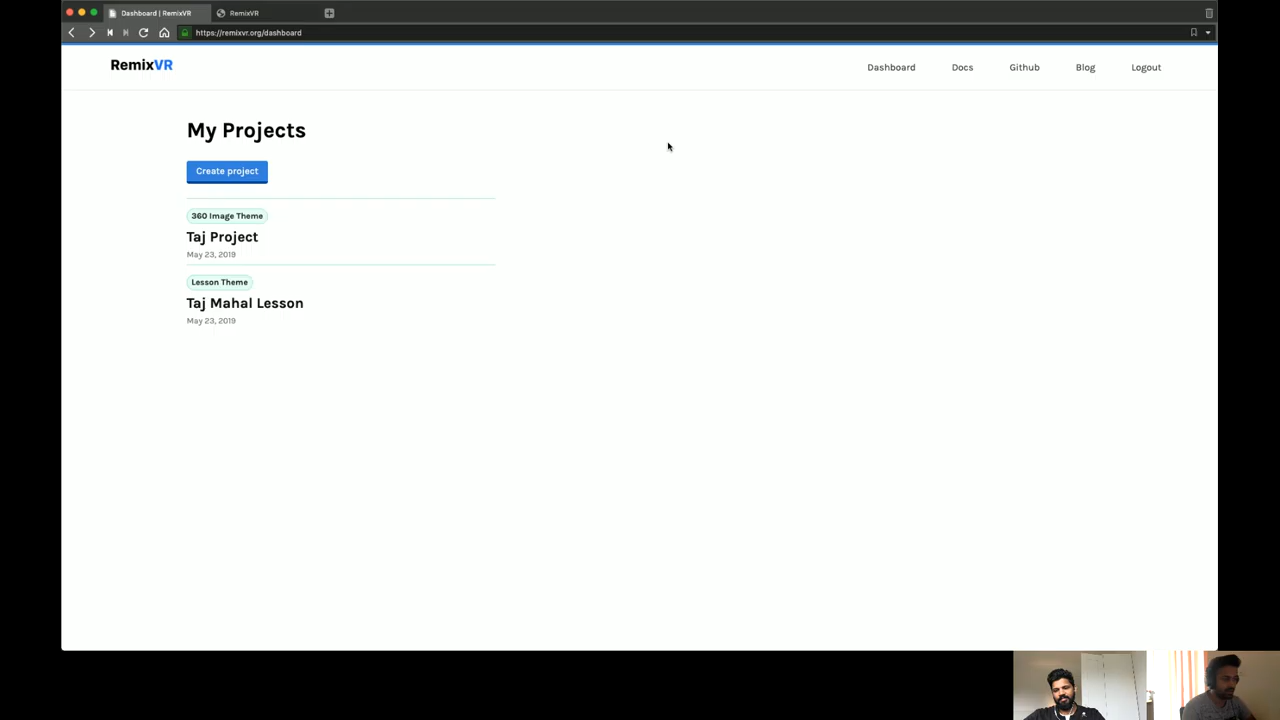 Dashboard | RemixVR
RemixVR
https://remixvr.org/dashboard
RemixVR
Dashboard
Docs
Github
Blog
Logout
My Projects
Create project
360 Image Theme
Taj Project
May 23, 2019
Lesson Theme
Taj Mahal Lesson
May 23, 2019